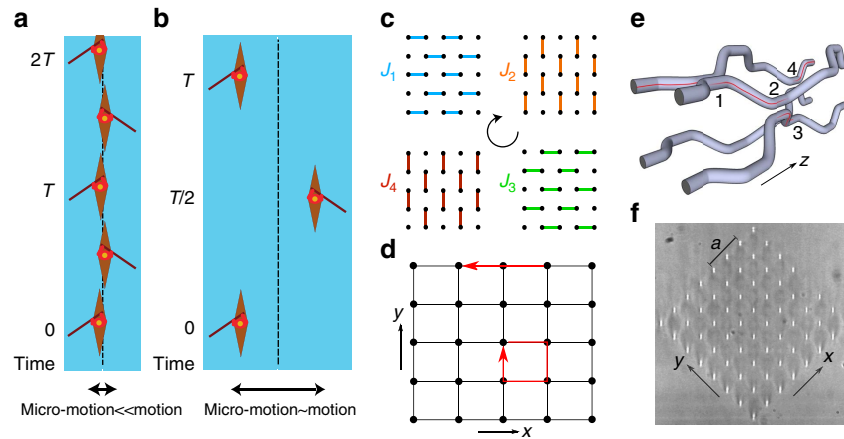 a
2T
T
0
Time
Micro-motion<<motion
b
T
T/2
0
Time
Micro-motion~motion
c
J1
J2
J4
J3
d
y
x
e
1
2
3
4
z
f
a
y
x